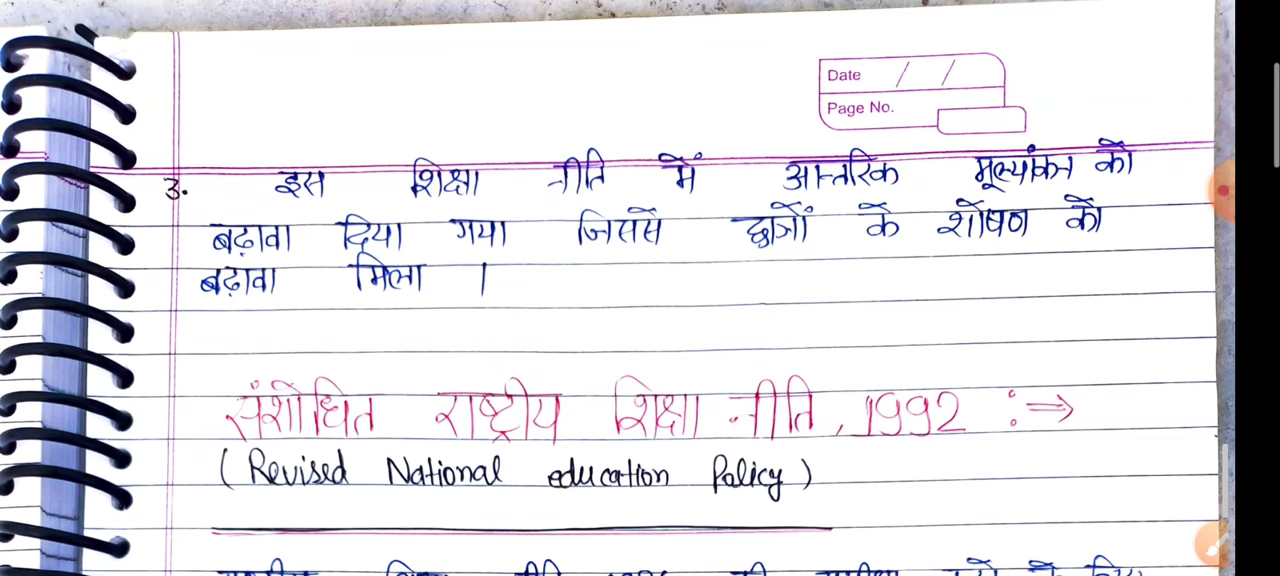 Date / /
Page No.
3. इस शिक्षा नीति में आन्तरिक मूल्यांकन को
बढ़ावा दिया गया जिससे छात्रों के शोषण को
बढ़ावा मिला ।
संशोधित राष्ट्रीय शिक्षा नीति, 1992 :⇒
(Revised National education Policy)